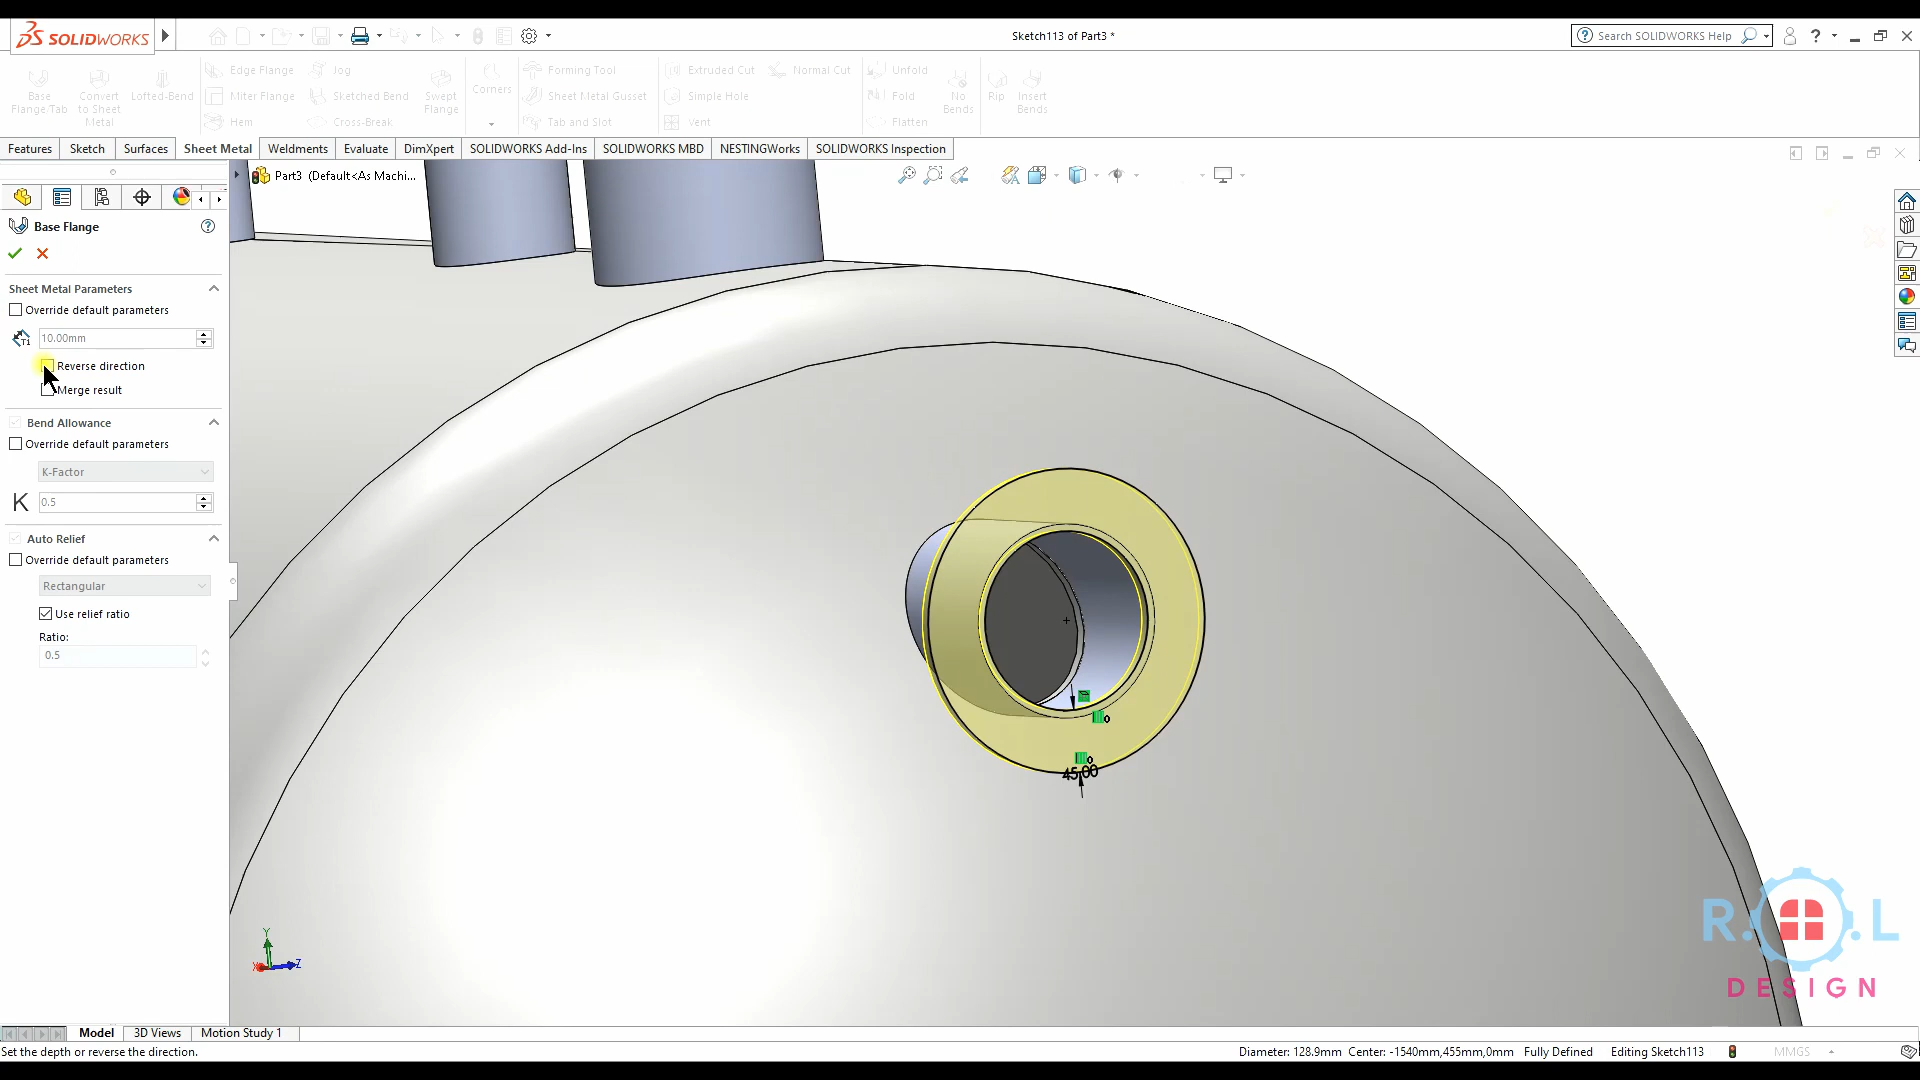 SOLIDWORKS
Sketch113 of Part3 *
Search SOLIDWORKS Help
?
Base Flange/Tab
Convert to Sheet Metal
Lofted-Bend
Edge Flange
Miter Flange
Hem
Jog
Sketched Bend
Cross-Break
Swept Flange
Corners
Forming Tool
Sheet Metal Gusset
Tab and Slot
Extruded Cut
Simple Hole
Vent
Normal Cut
Unfold
Fold
Flatten
No Bends
Rip
Insert Bends
Features
Sketch
Surfaces
Sheet Metal
Weldments
Evaluate
DimXpert
SOLIDWORKS Add-Ins
SOLIDWORKS MBD
NESTINGWorks
SOLIDWORKS Inspection
Part3 (Default<As Machi...
Base Flange
?
Sheet Metal Parameters
Override default parameters
T1
10.00mm
Reverse direction
Merge result
Bend Allowance
Override default parameters
K-Factor
K
0.5
Auto Relief
Override default parameters
Rectangular
Use relief ratio
Ratio:
0.5
45.00
Y
X
Z
R.O.L
DESIGN
Model
3D Views
Motion Study 1
Set the depth or reverse the direction.
Diameter: 128.9mm Center: -1540mm,455mm,0mm
Fully Defined
Editing Sketch113
MMGS